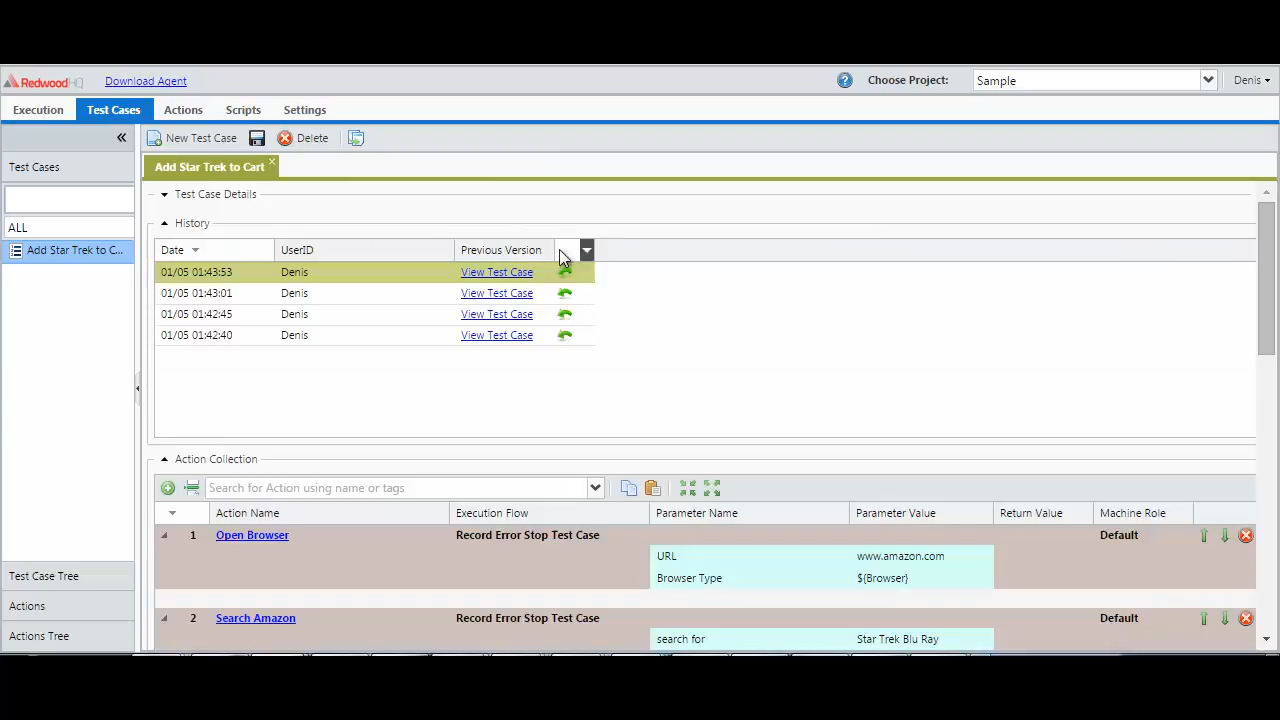 RedwoodHQ Download Agent Choose Project: Sample Denis
Execution Test Cases Actions Scripts Settings
New Test Case Delete
Test Cases
Add Star Trek to Cart
Test Case Details
ALL
Add Star Trek to C...
History
Date UserID Previous Version
01/05 01:43:53 Denis View Test Case
01/05 01:43:01 Denis View Test Case
01/05 01:42:45 Denis View Test Case
01/05 01:42:40 Denis View Test Case
Action Collection
Search for Action using name or tags
Action Name Execution Flow Parameter Name Parameter Value Return Value Machine Role
1 Open Browser Record Error Stop Test Case Default
URL www.amazon.com
Browser Type ${Browser}
2 Search Amazon Record Error Stop Test Case Default
search for Star Trek Blu Ray
Test Case Tree
Actions
Actions Tree